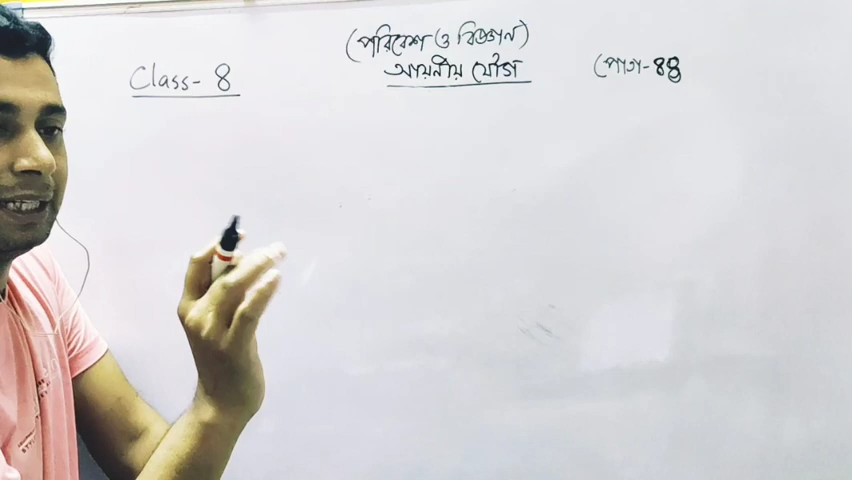 (পরিবেশ ও বিজ্ঞান)
Class - 8
আয়নীয় যৌগ
পাতা - ৪৪